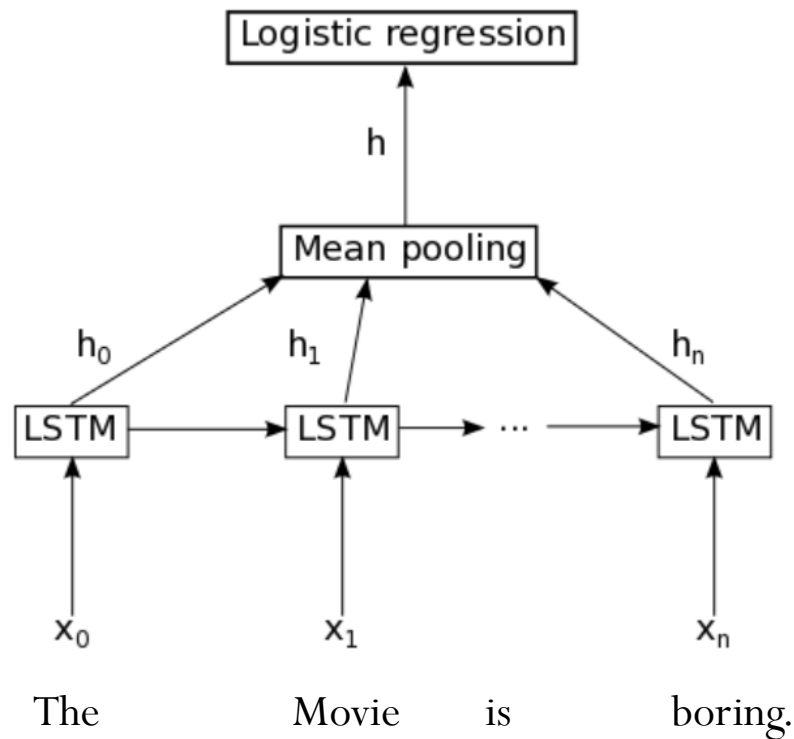 Logistic regression
h
Mean pooling
h₀ h₁ hₙ
LSTM LSTM ... LSTM
x₀ x₁ xₙ
The Movie is boring.